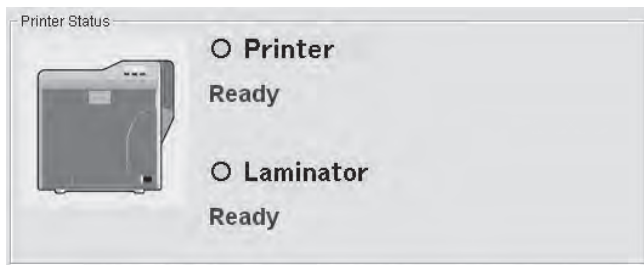 Printer Status
Printer
Ready
Laminator
Ready